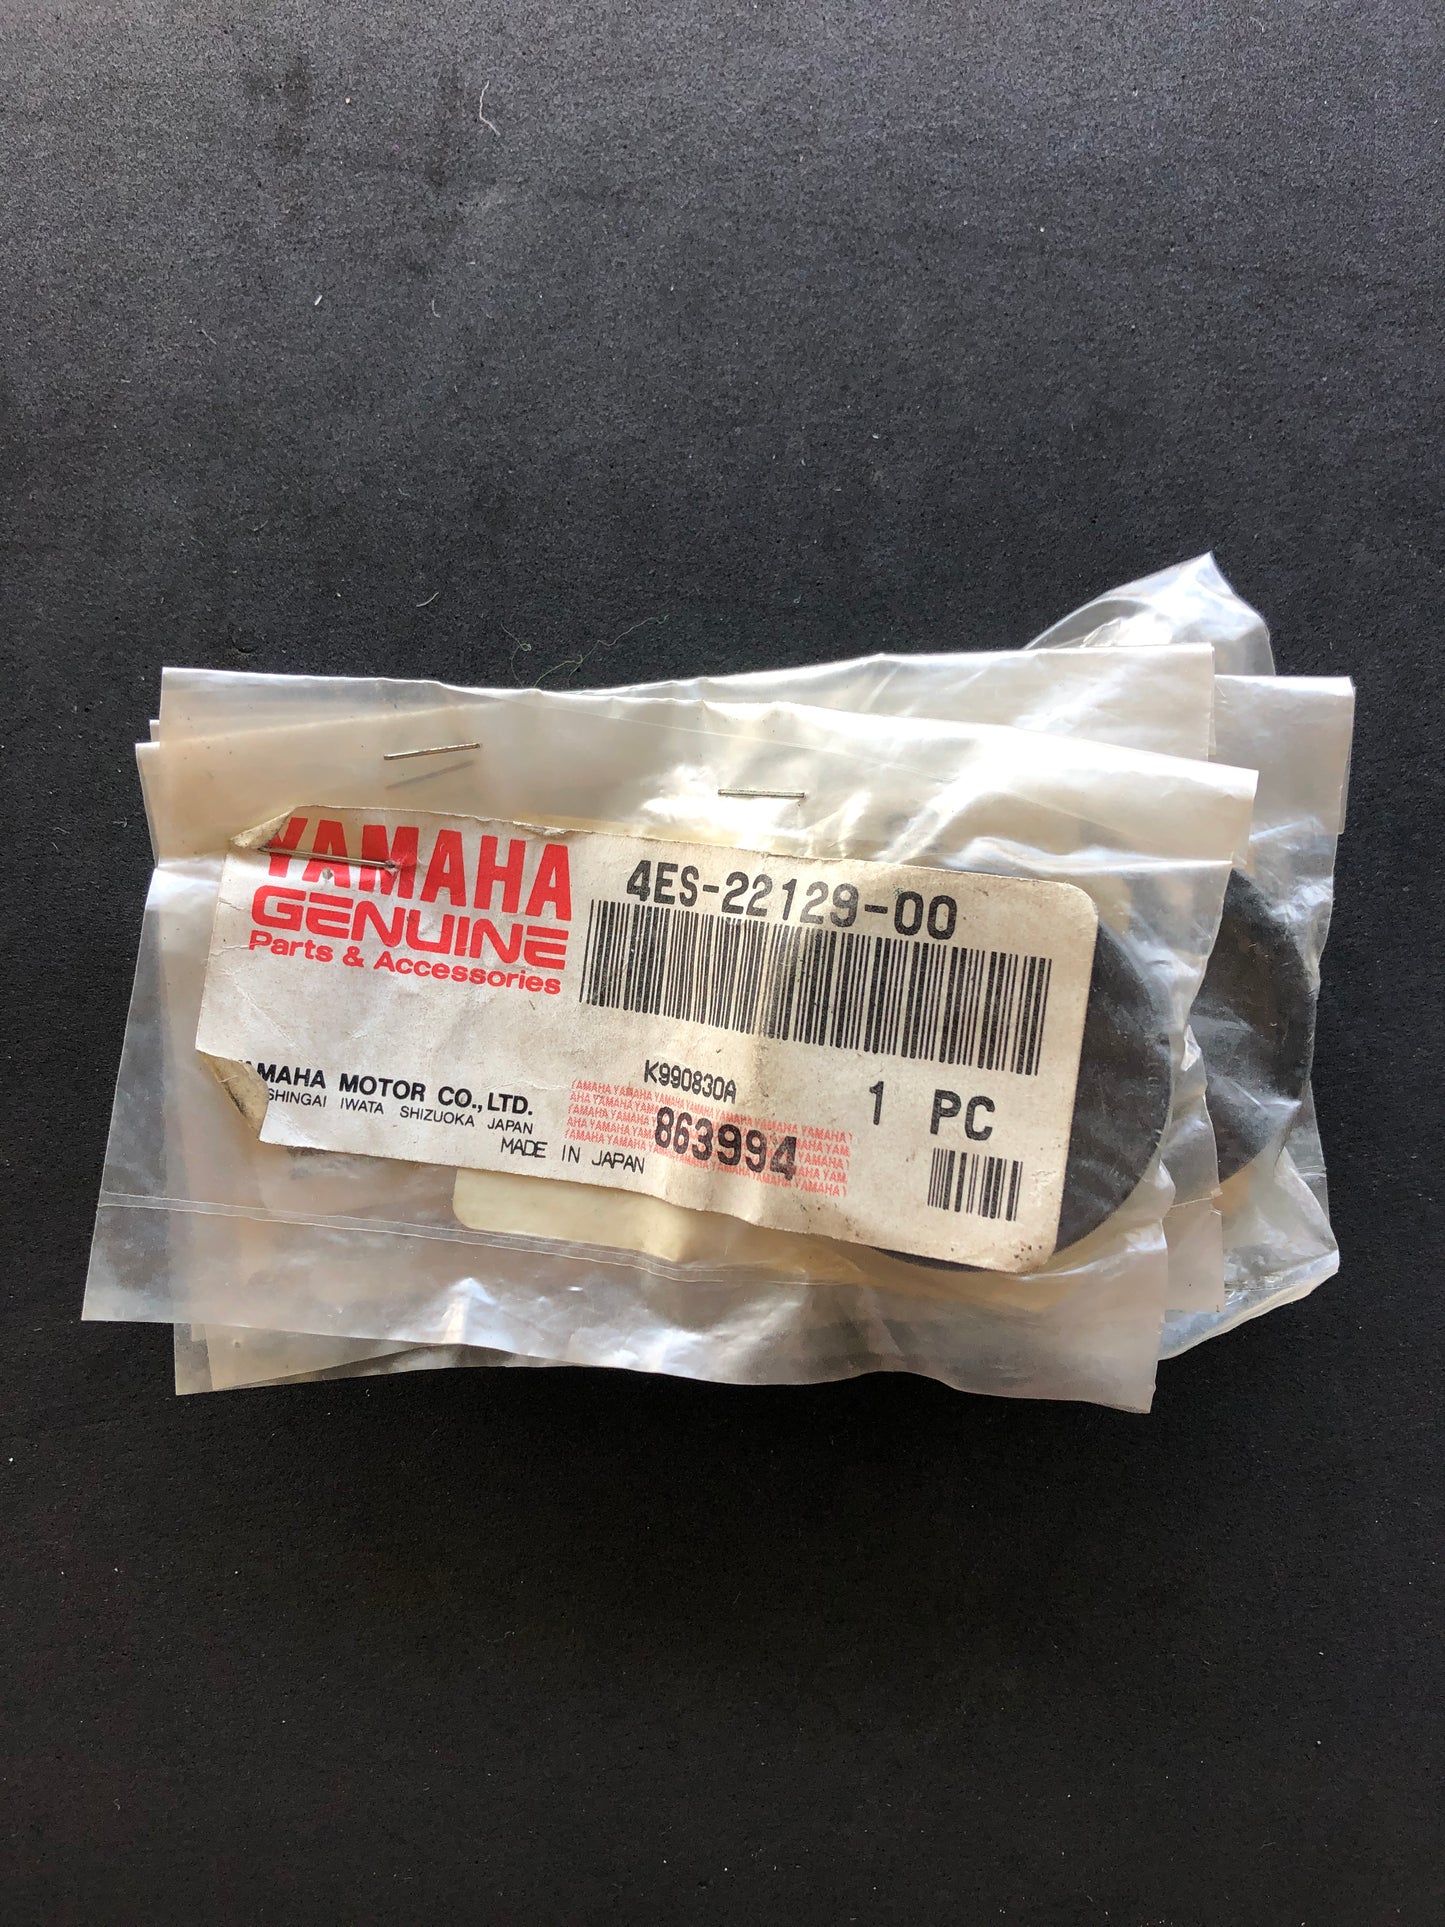 YAMAHA
GENUINE
Parts & Accessories
4ES-22129-00
YAMAHA MOTOR CO., LTD.
SHINGAI IWATA SHIZUOKA JAPAN
MADE IN JAPAN
K990830A
863994
1 PC